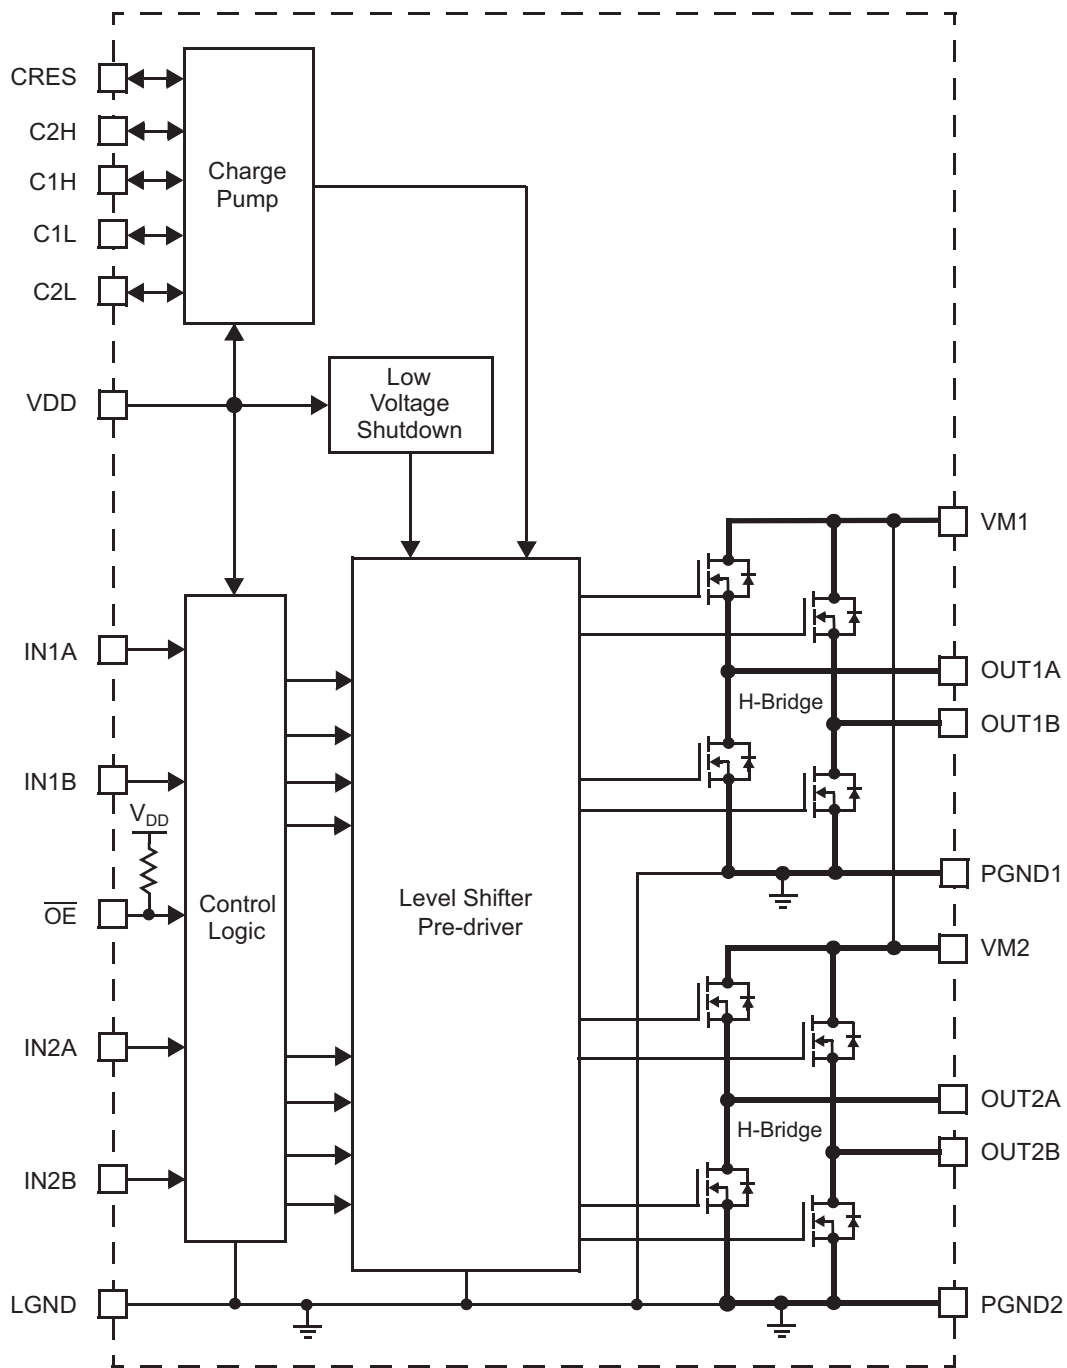 CRES
C2H
C1H
C1L
C2L
Charge
Pump
VDD
Low
Voltage
Shutdown
VM1
IN1A
OUT1A
H-Bridge
OUT1B
IN1B
VDD
PGND1
OE
Control
Logic
Level Shifter
Pre-driver
VM2
IN2A
OUT2A
H-Bridge
OUT2B
IN2B
LGND
PGND2